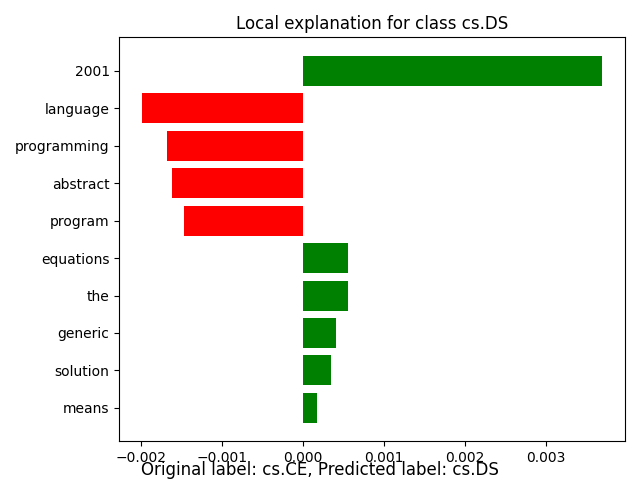 Local explanation for class cs.DS
2001
language
programming
abstract
program
equations
the
generic
solution
means
−0.002 −0.001 0.000 0.001 0.002 0.003
Original label: cs.CE, Predicted label: cs.DS